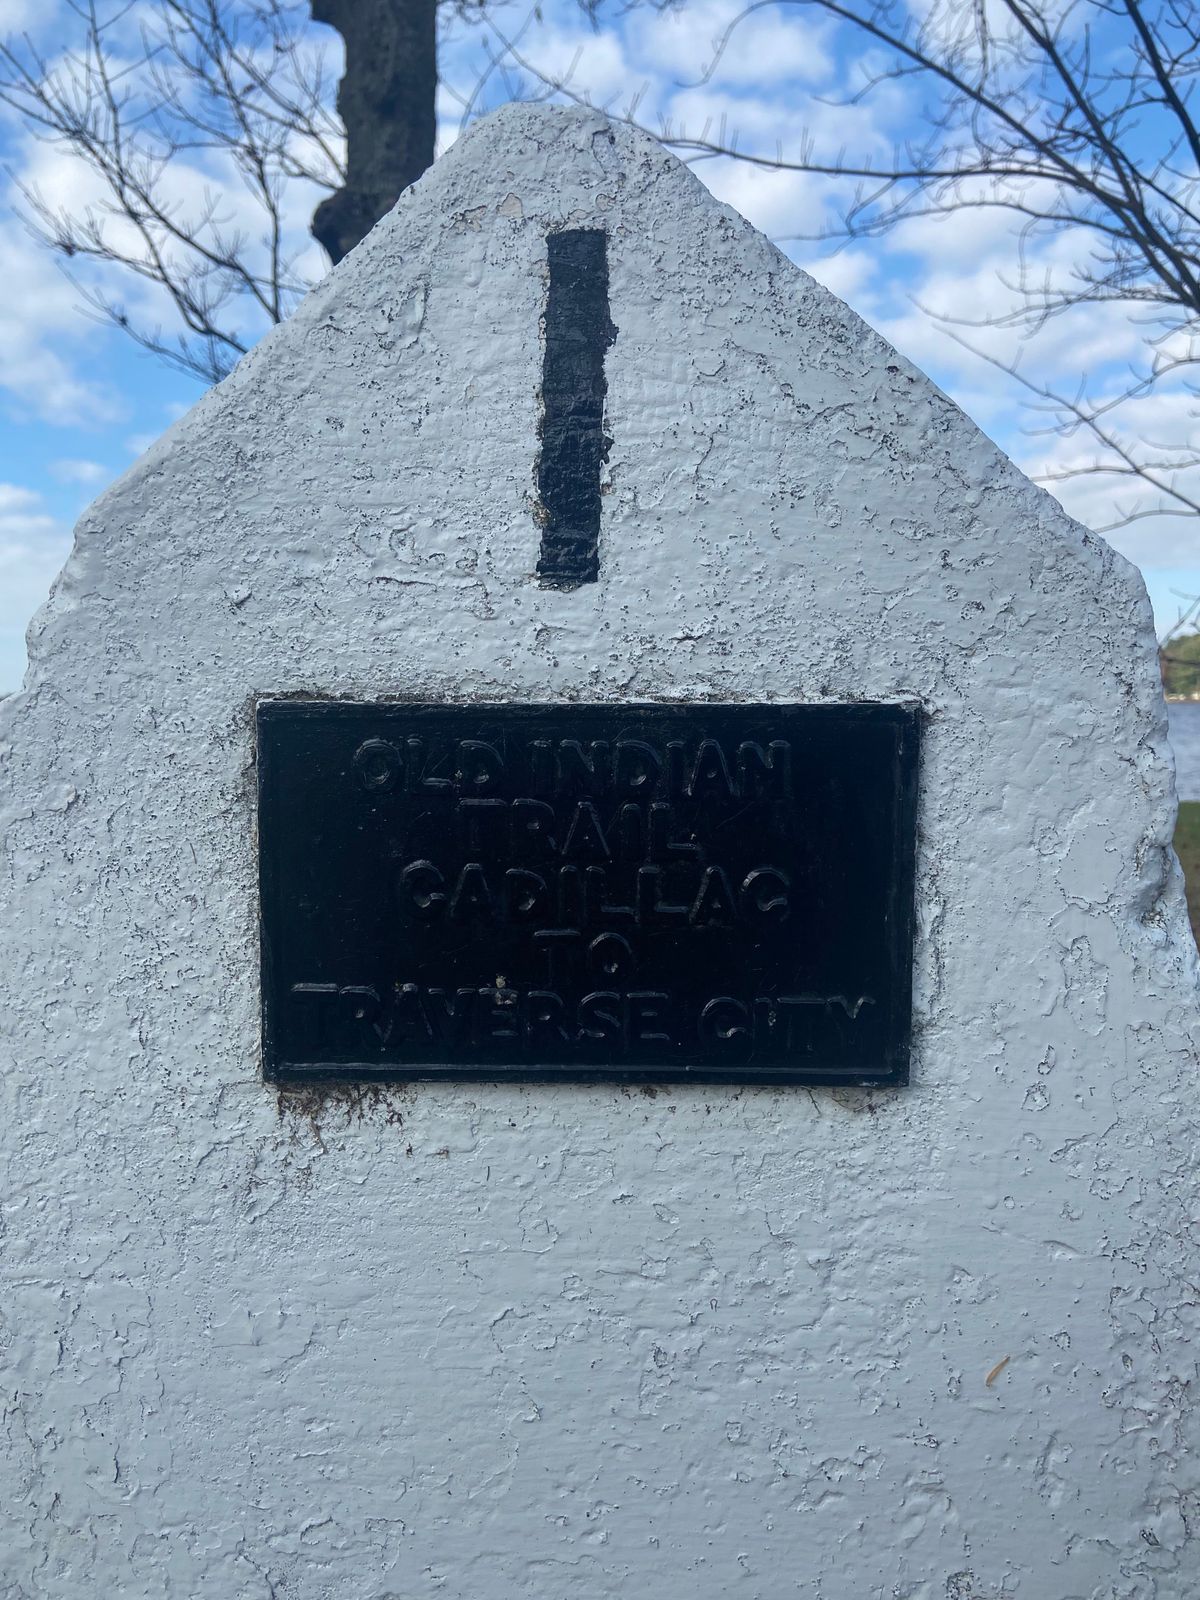 OLD INDIAN
TRAIL
CADILLAC
TO
TRAVERSE CITY